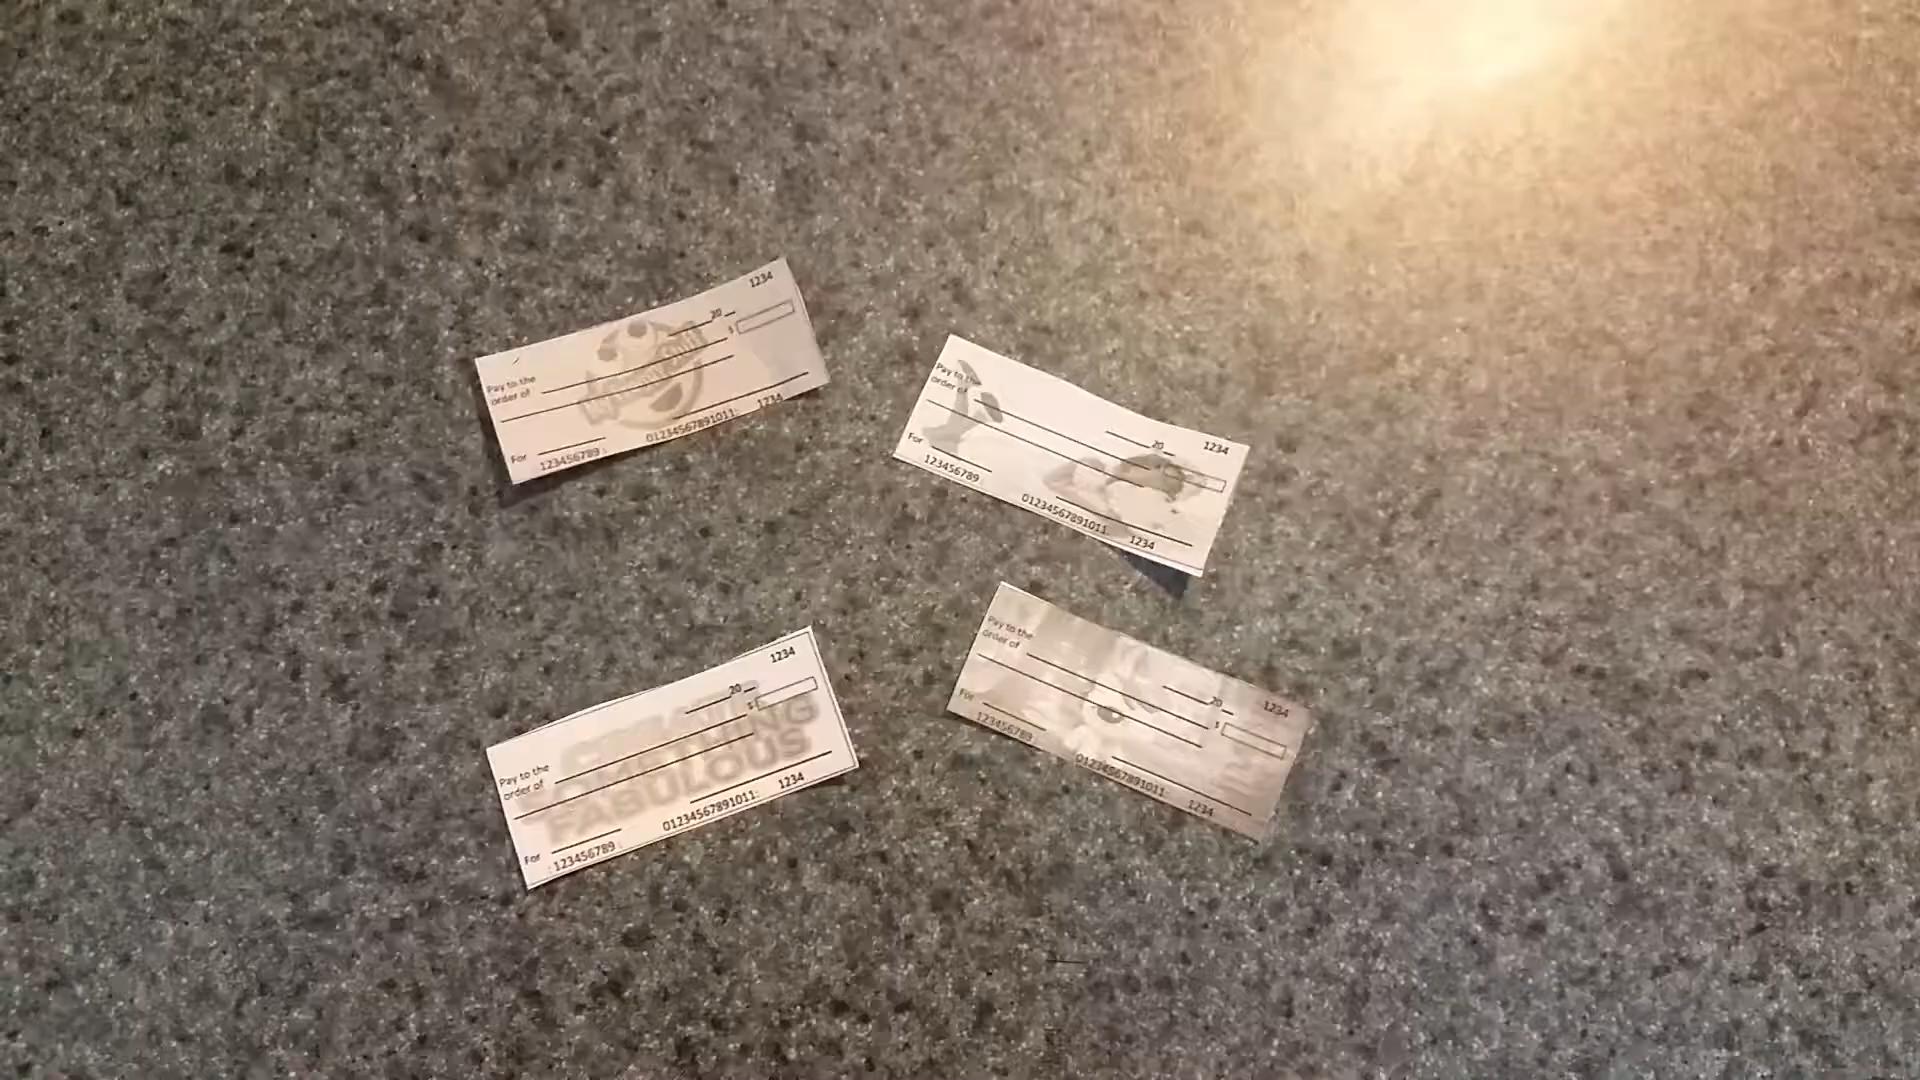 1234
20
$
Pay to the
order of
For
123456789 :
01234567891011:
1234
Pay to the
order of
20
1234
For
123456789
01234567891011:
1234
1234
20
$
SOMETHING
FABULOUS
Pay to the
order of
For
:123456789 :
01234567891011:
1234
Pay to the
order of
20
1234
$
For
123456789
01234567891011:
1234